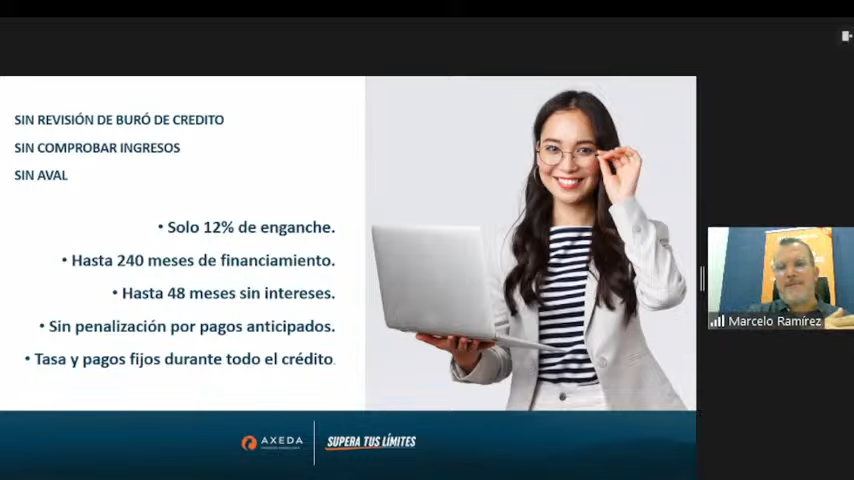 SIN REVISIÓN DE BURÓ DE CREDITO
SIN COMPROBAR INGRESOS
SIN AVAL
• Solo 12% de enganche.
• Hasta 240 meses de financiamiento.
• Hasta 48 meses sin intereses.
• Sin penalización por pagos anticipados.
• Tasa y pagos fijos durante todo el crédito.
AXEDA
SUPERA TUS LÍMITES
Marcelo Ramírez